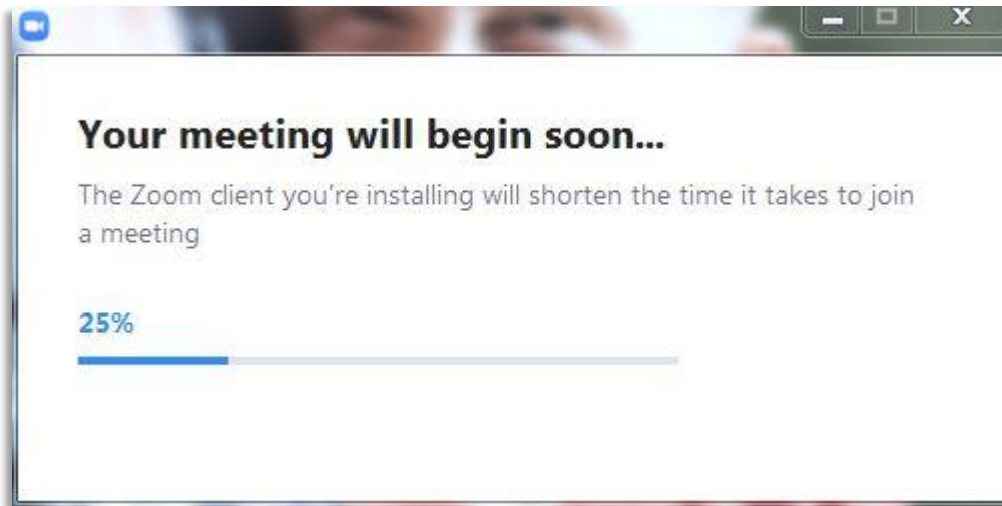 Your meeting will begin soon...
The Zoom client you're installing will shorten the time it takes to join
a meeting
25%